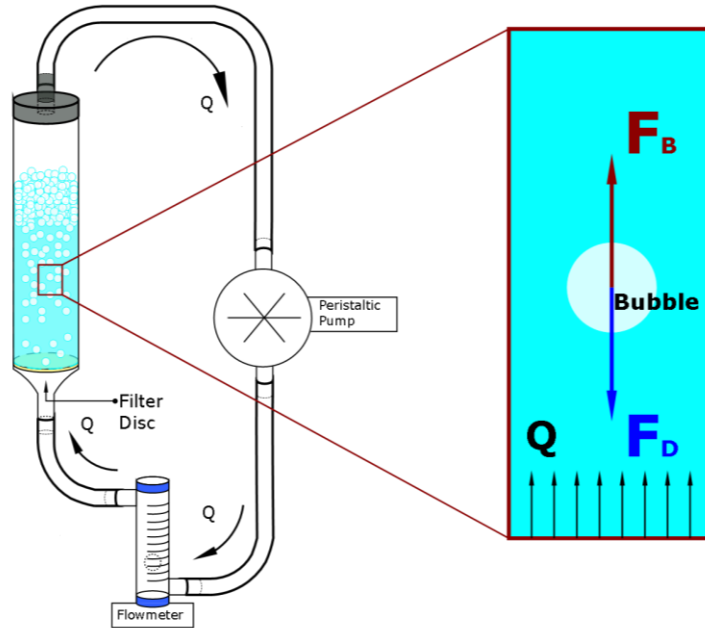 Q
Peristaltic
Pump
Filter
Disc
Q
Q
Flowmeter
FB
Bubble
Q
FD